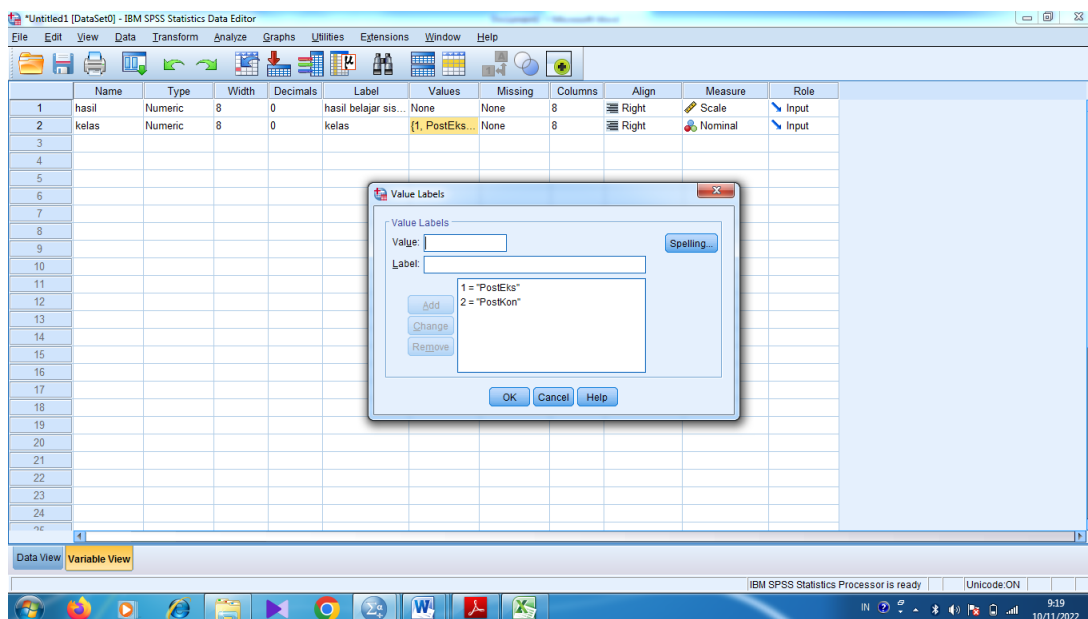 *Untitled1 [DataSet0] - IBM SPSS Statistics Data Editor
File Edit View Data Transform Analyze Graphs Utilities Extensions Window Help
Name Type Width Decimals Label Values Missing Columns Align Measure Role
1 hasil Numeric 8 0 hasil belajar sis... None None 8 Right Scale Input
2 kelas Numeric 8 0 kelas {1, PostEks... None 8 Right Nominal Input
3
4
5
6
7
8
9
10
11
12
13
14
15
16
17
18
19
20
21
22
23
24
25
Value Labels
Value Labels
Value:
Spelling...
Label:
1 = "PostEks"
2 = "PostKon"
Add
Change
Remove
OK Cancel Help
Data View Variable View
IBM SPSS Statistics Processor is ready Unicode:ON
IN 9:19
10/11/2022